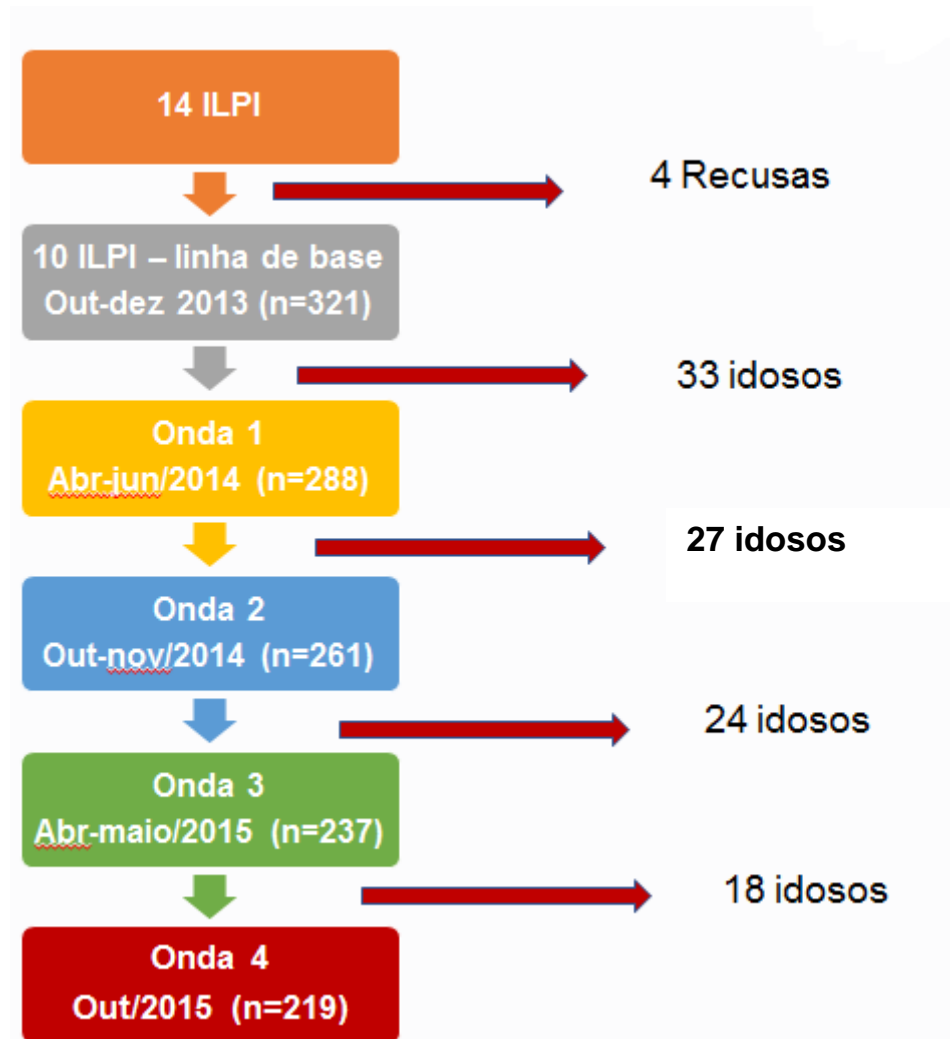 14 ILPI
4 Recusas
10 ILPI – linha de base
Out-dez 2013 (n=321)
33 idosos
Onda 1
Abr-jun/2014 (n=288)
27 idosos
Onda 2
Out-nov/2014 (n=261)
24 idosos
Onda 3
Abr-maio/2015 (n=237)
18 idosos
Onda 4
Out/2015 (n=219)